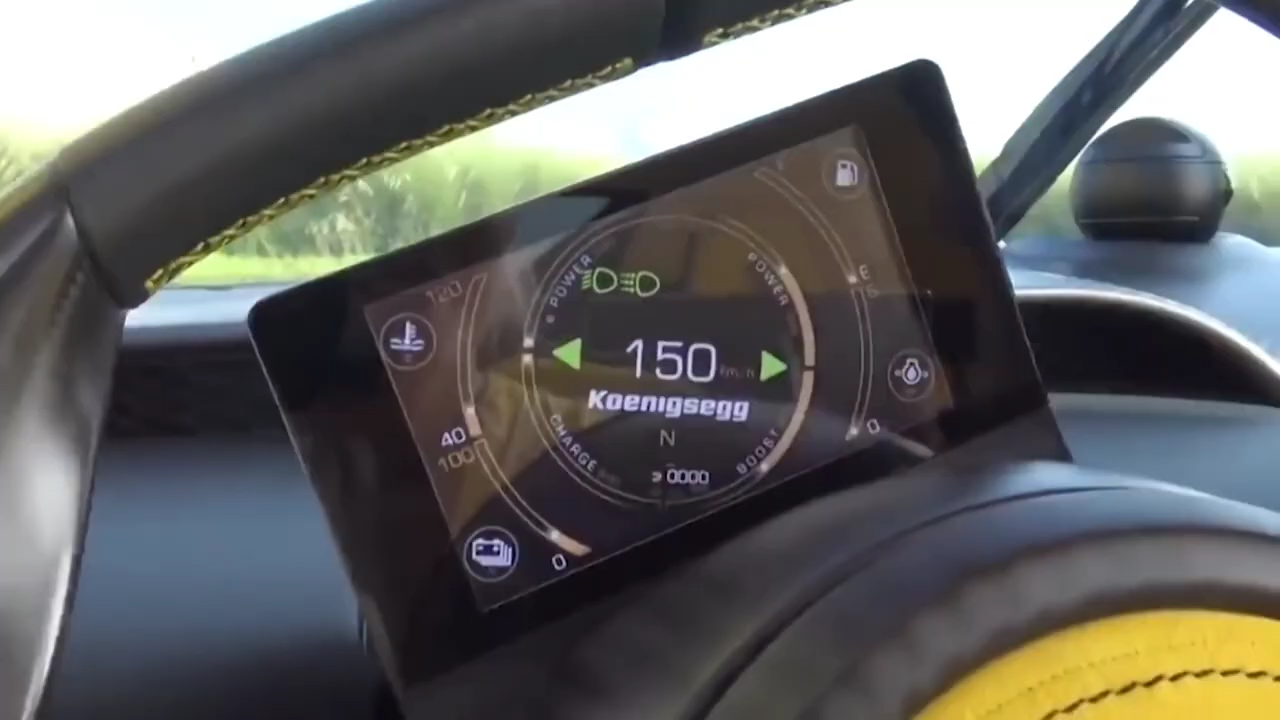 120
POWER
POWER
E
150 km/h
Koenigsegg
40
100
N
CHARGE
BOOST
0000
0
0